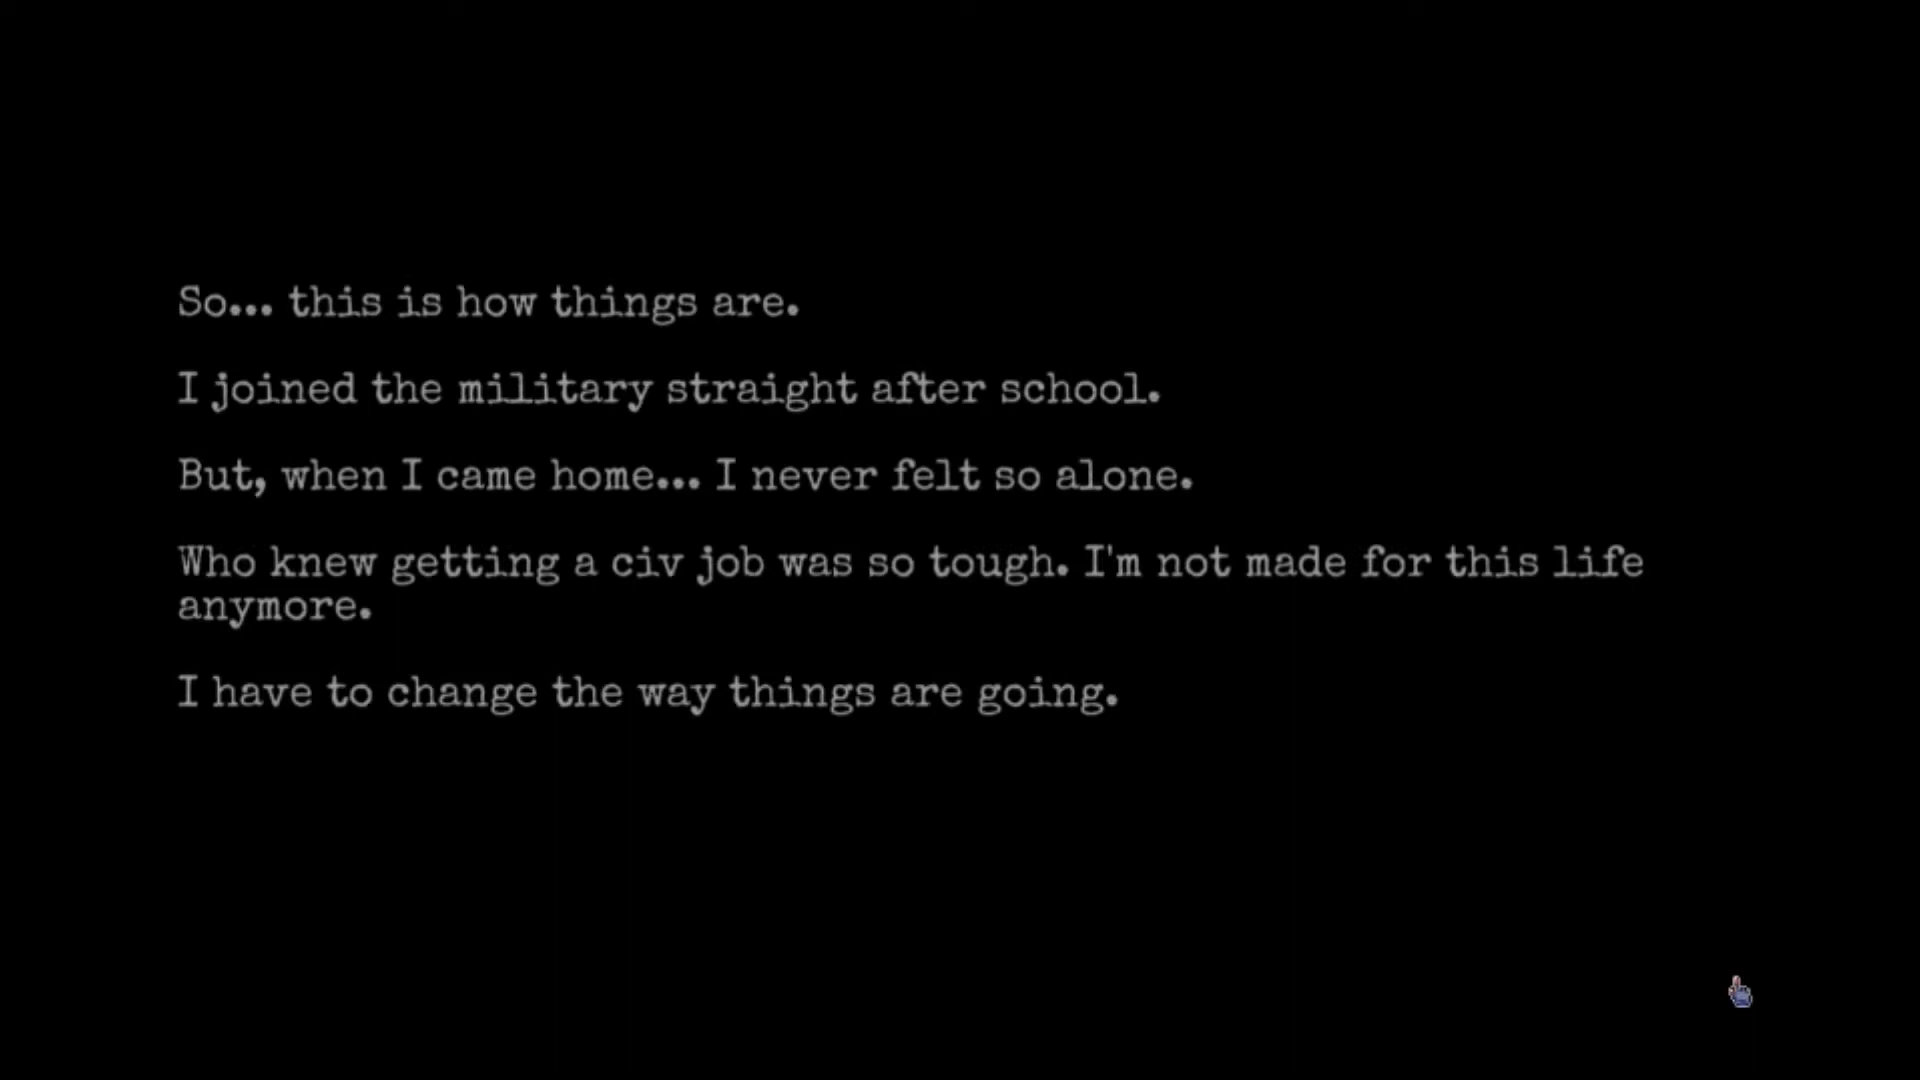 So... this is how things are.
I joined the military straight after school.
But, when I came home... I never felt so alone.
Who knew getting a civ job was so tough. I'm not made for this life
anymore.
I have to change the way things are going.